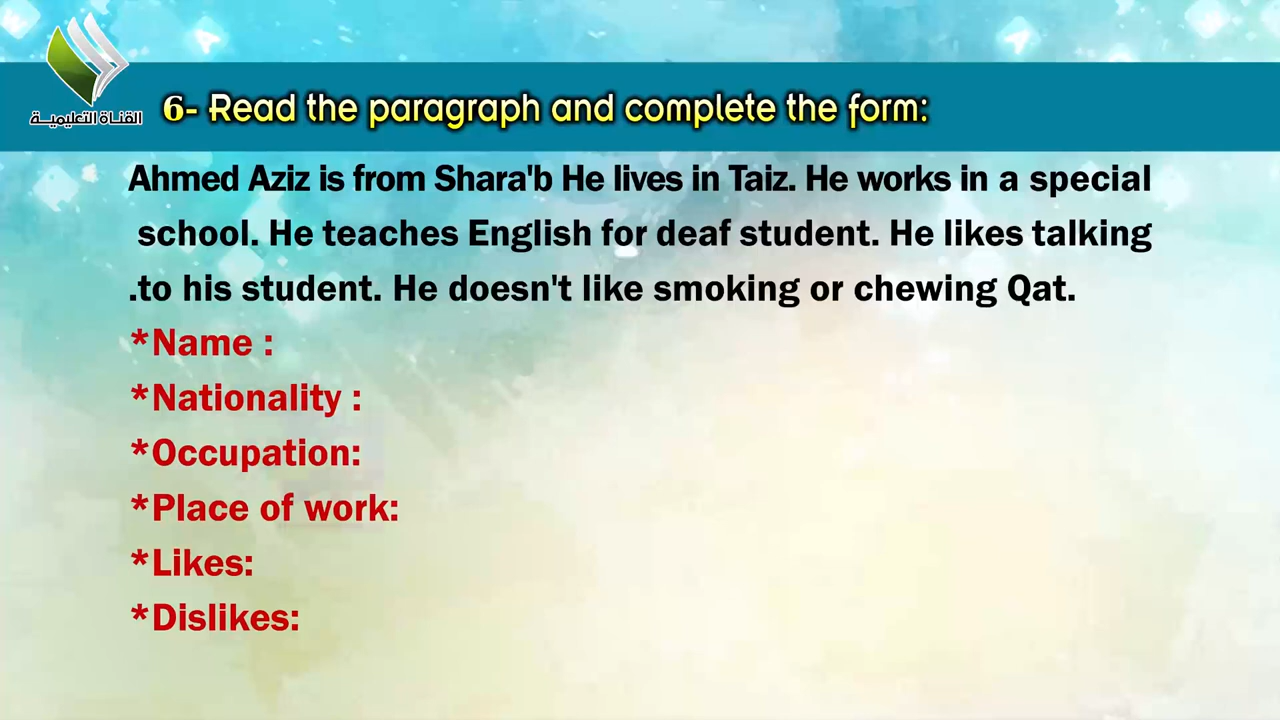 القناة التعليمية
6- Read the paragraph and complete the form:
Ahmed Aziz is from Shara'b He lives in Taiz. He works in a special
school. He teaches English for deaf student. He likes talking
.to his student. He doesn't like smoking or chewing Qat.
*Name :
*Nationality :
*Occupation:
*Place of work:
*Likes:
*Dislikes: